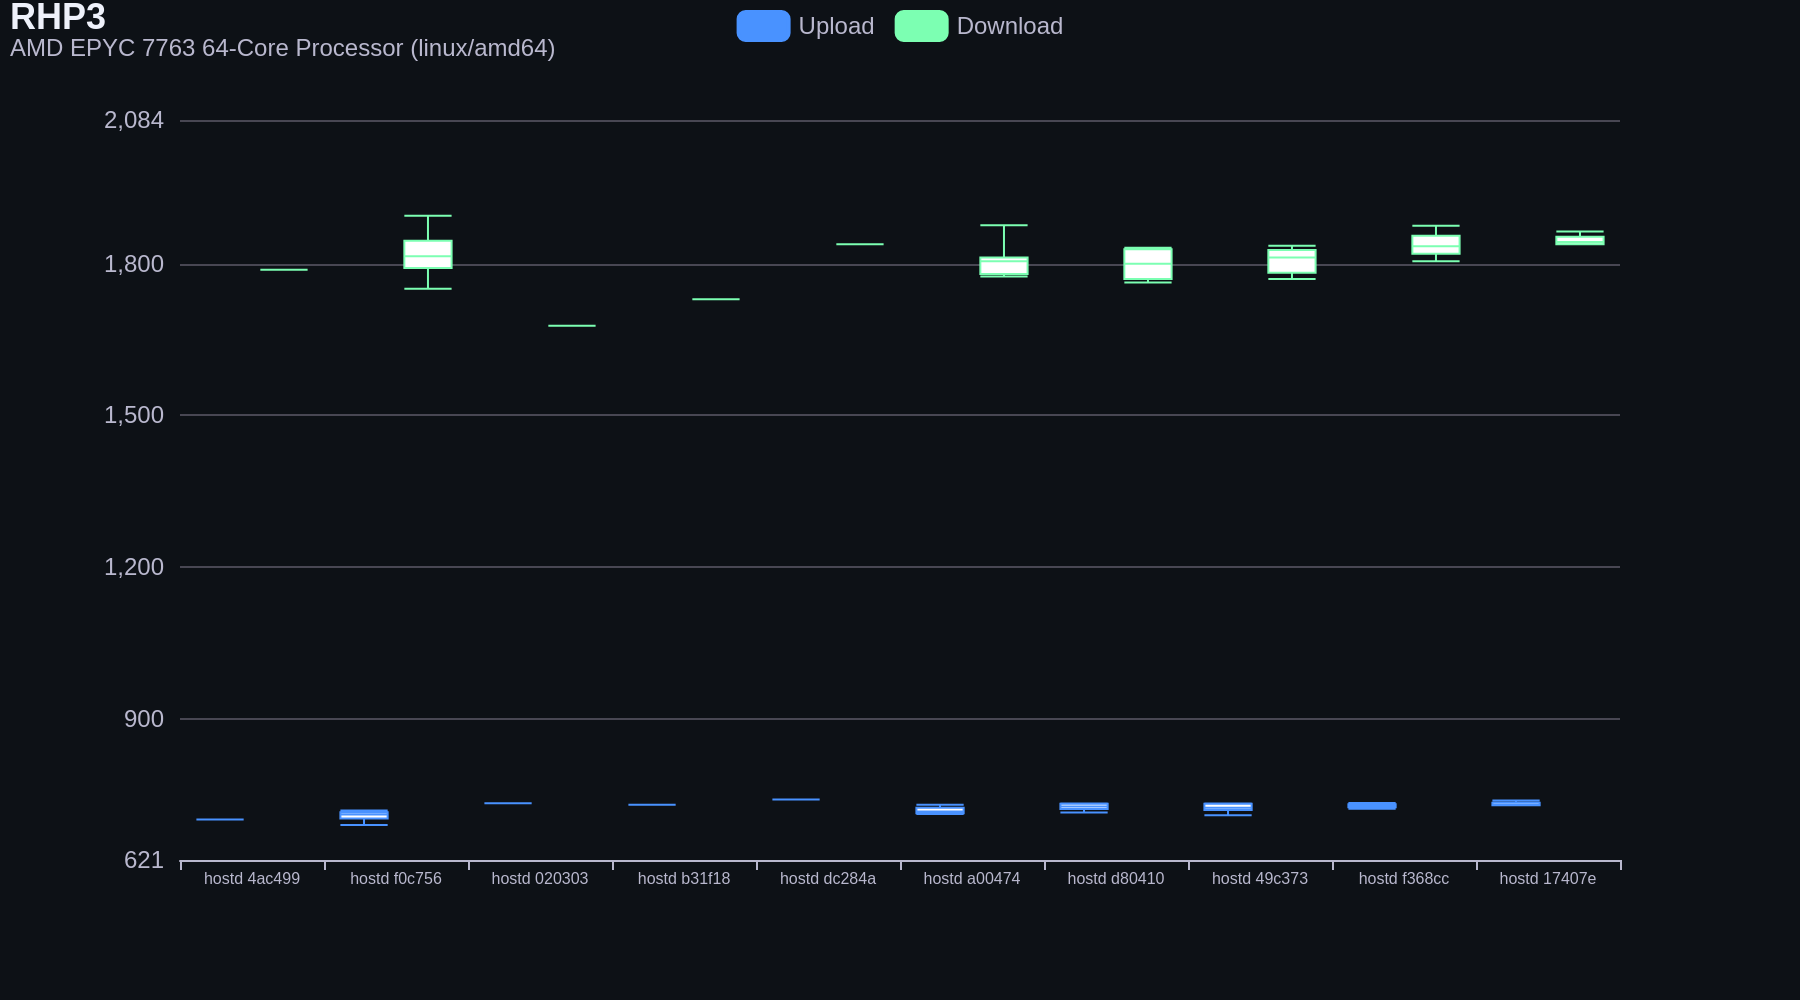 RHP3
AMD EPYC 7763 64-Core Processor (linux/amd64)
Upload
Download
2,084
1,800
1,500
1,200
900
621
hostd 4ac499
hostd f0c756
hostd 020303
hostd b31f18
hostd dc284a
hostd a00474
hostd d80410
hostd 49c373
hostd f368cc
hostd 17407e